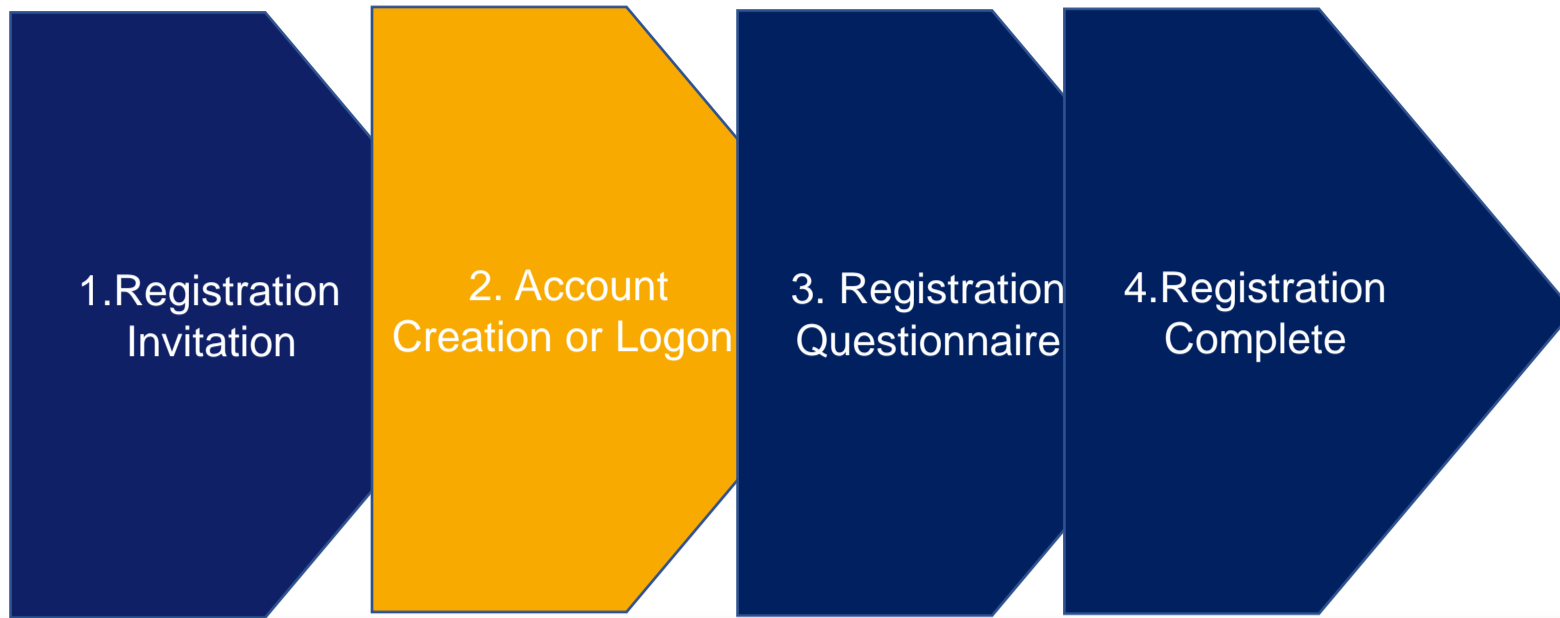 1.Registration
Invitation
2. Account
Creation or Logon
3. Registration
Questionnaire
4.Registration
Complete